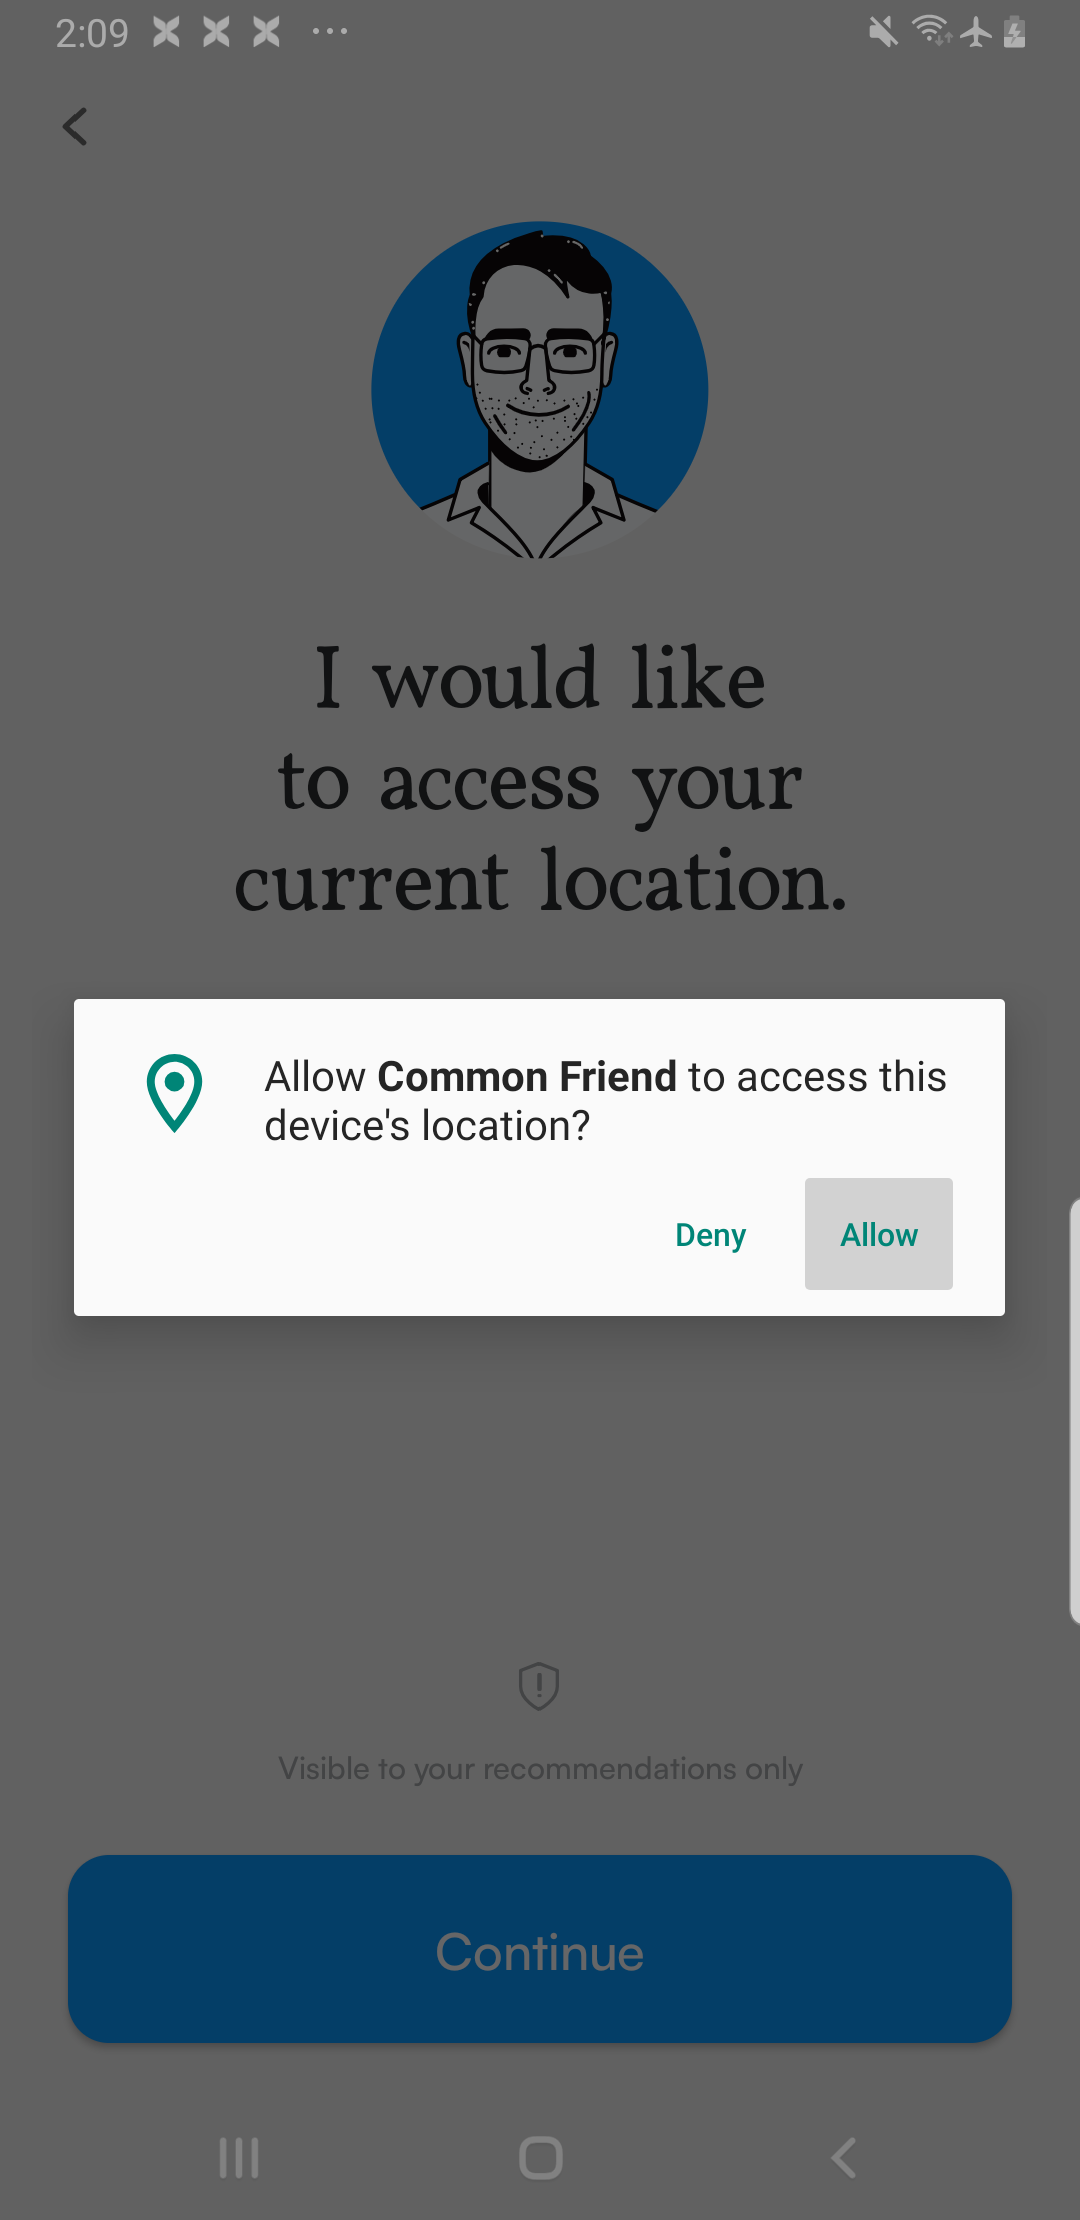 2:09
I would like
to access your
current location.
Allow Common Friend to access this
device's location?
Deny Allow
Visible to your recommendations only
Continue